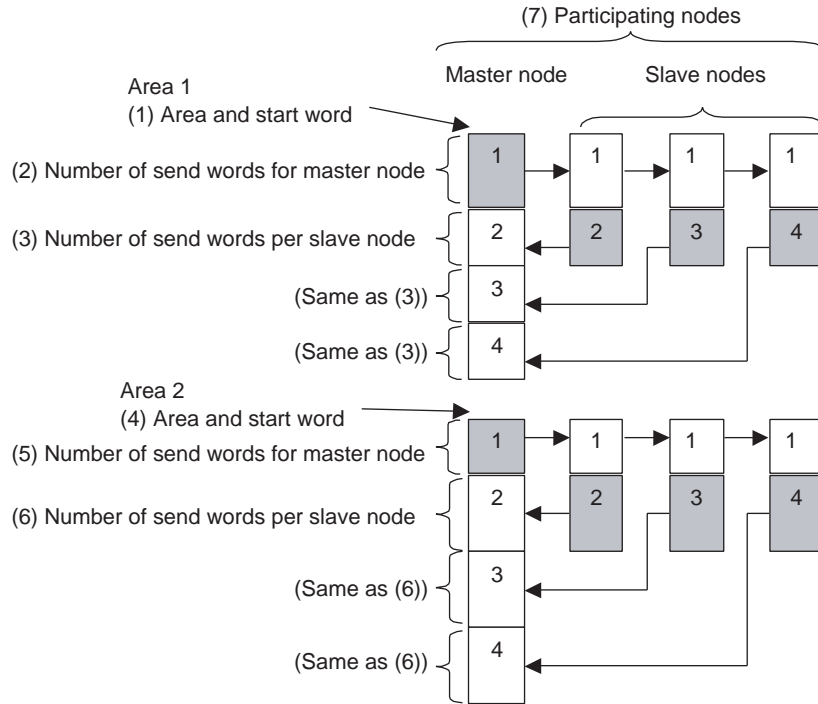 (7) Participating nodes
Master node
Slave nodes
Area 1
(1) Area and start word
1 1 1 1
(2) Number of send words for master node
2 2 3 4
(3) Number of send words per slave node
3
(Same as (3))
4
(Same as (3))
Area 2
(4) Area and start word
1 1 1 1
(5) Number of send words for master node
2 2 3 4
(6) Number of send words per slave node
3
(Same as (6))
4
(Same as (6))